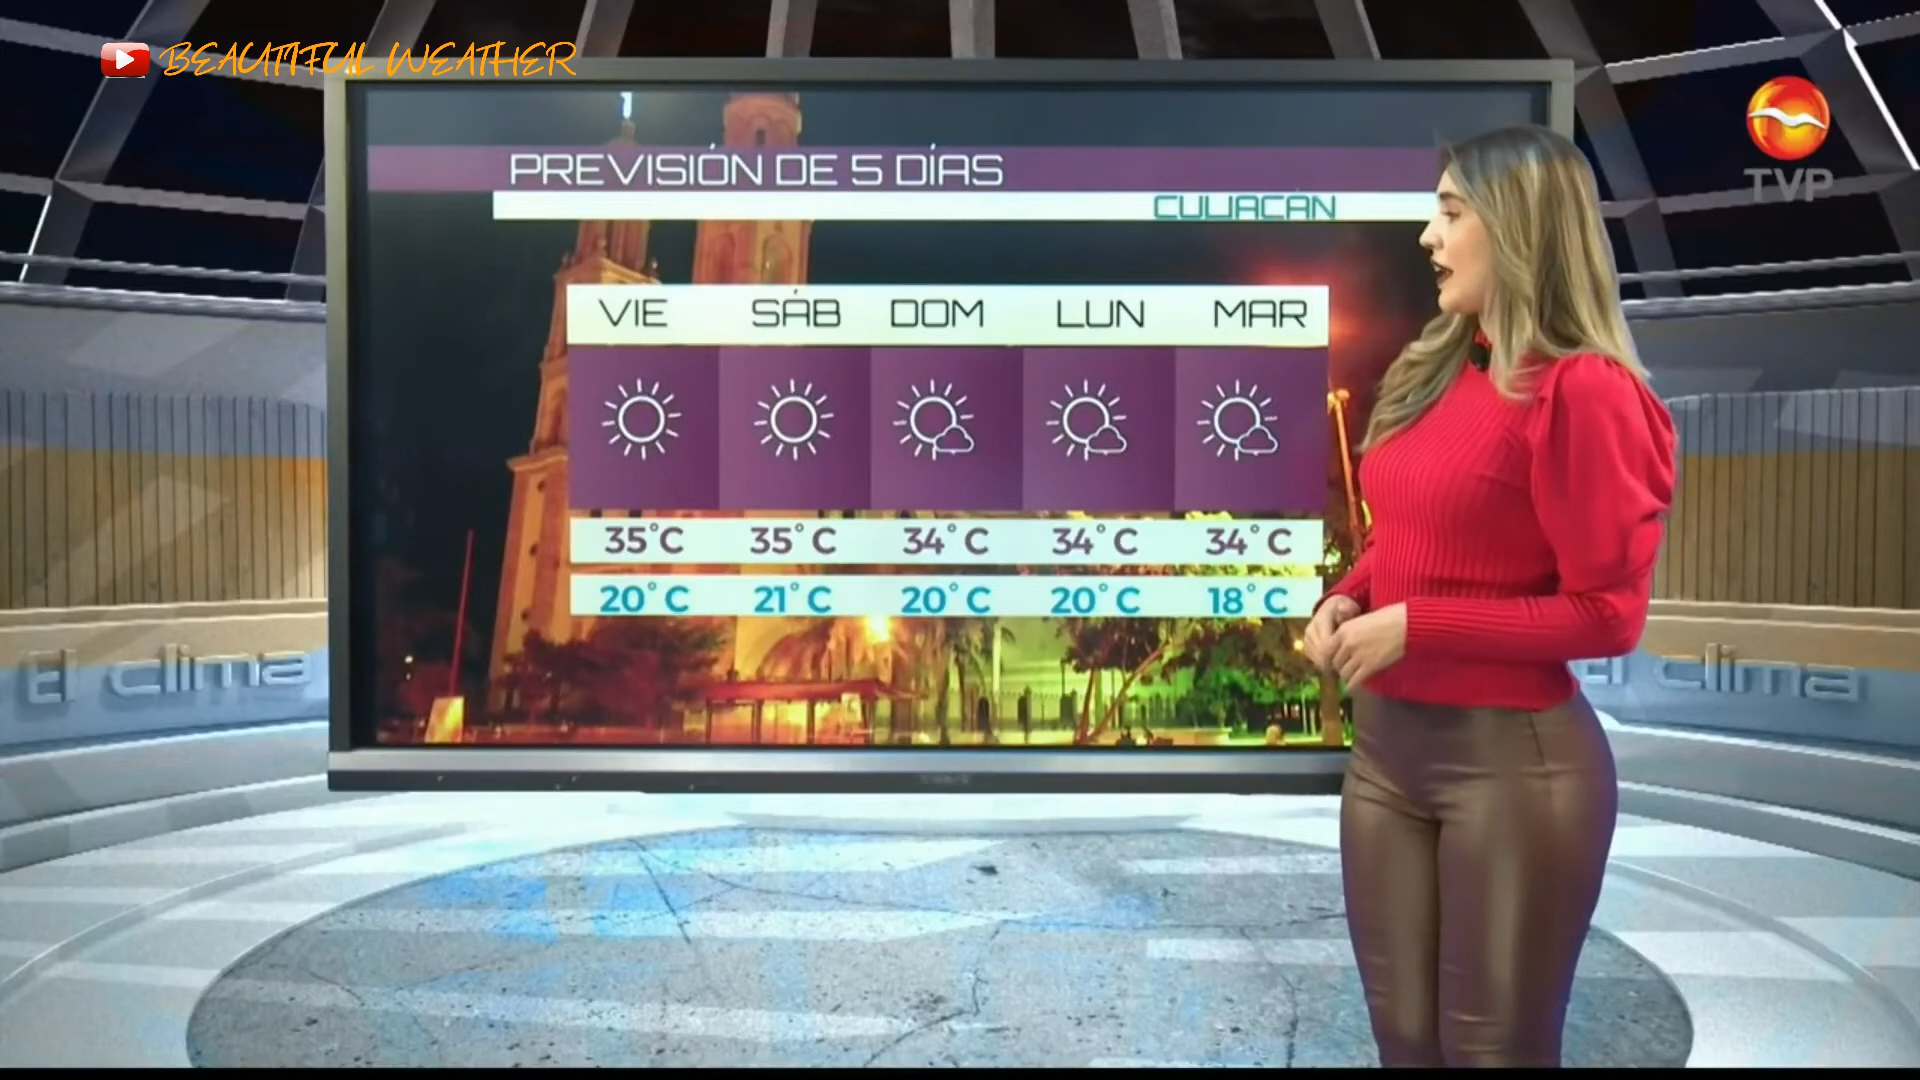 BEAUTIFUL WEATHER
TVP
PREVISIÓN DE 5 DÍAS
CULIACAN
VIE SÁB DOM LUN MAR
35°C 35°C 34°C 34°C 34°C
20°C 21°C 20°C 20°C 18°C
El clima
El clima